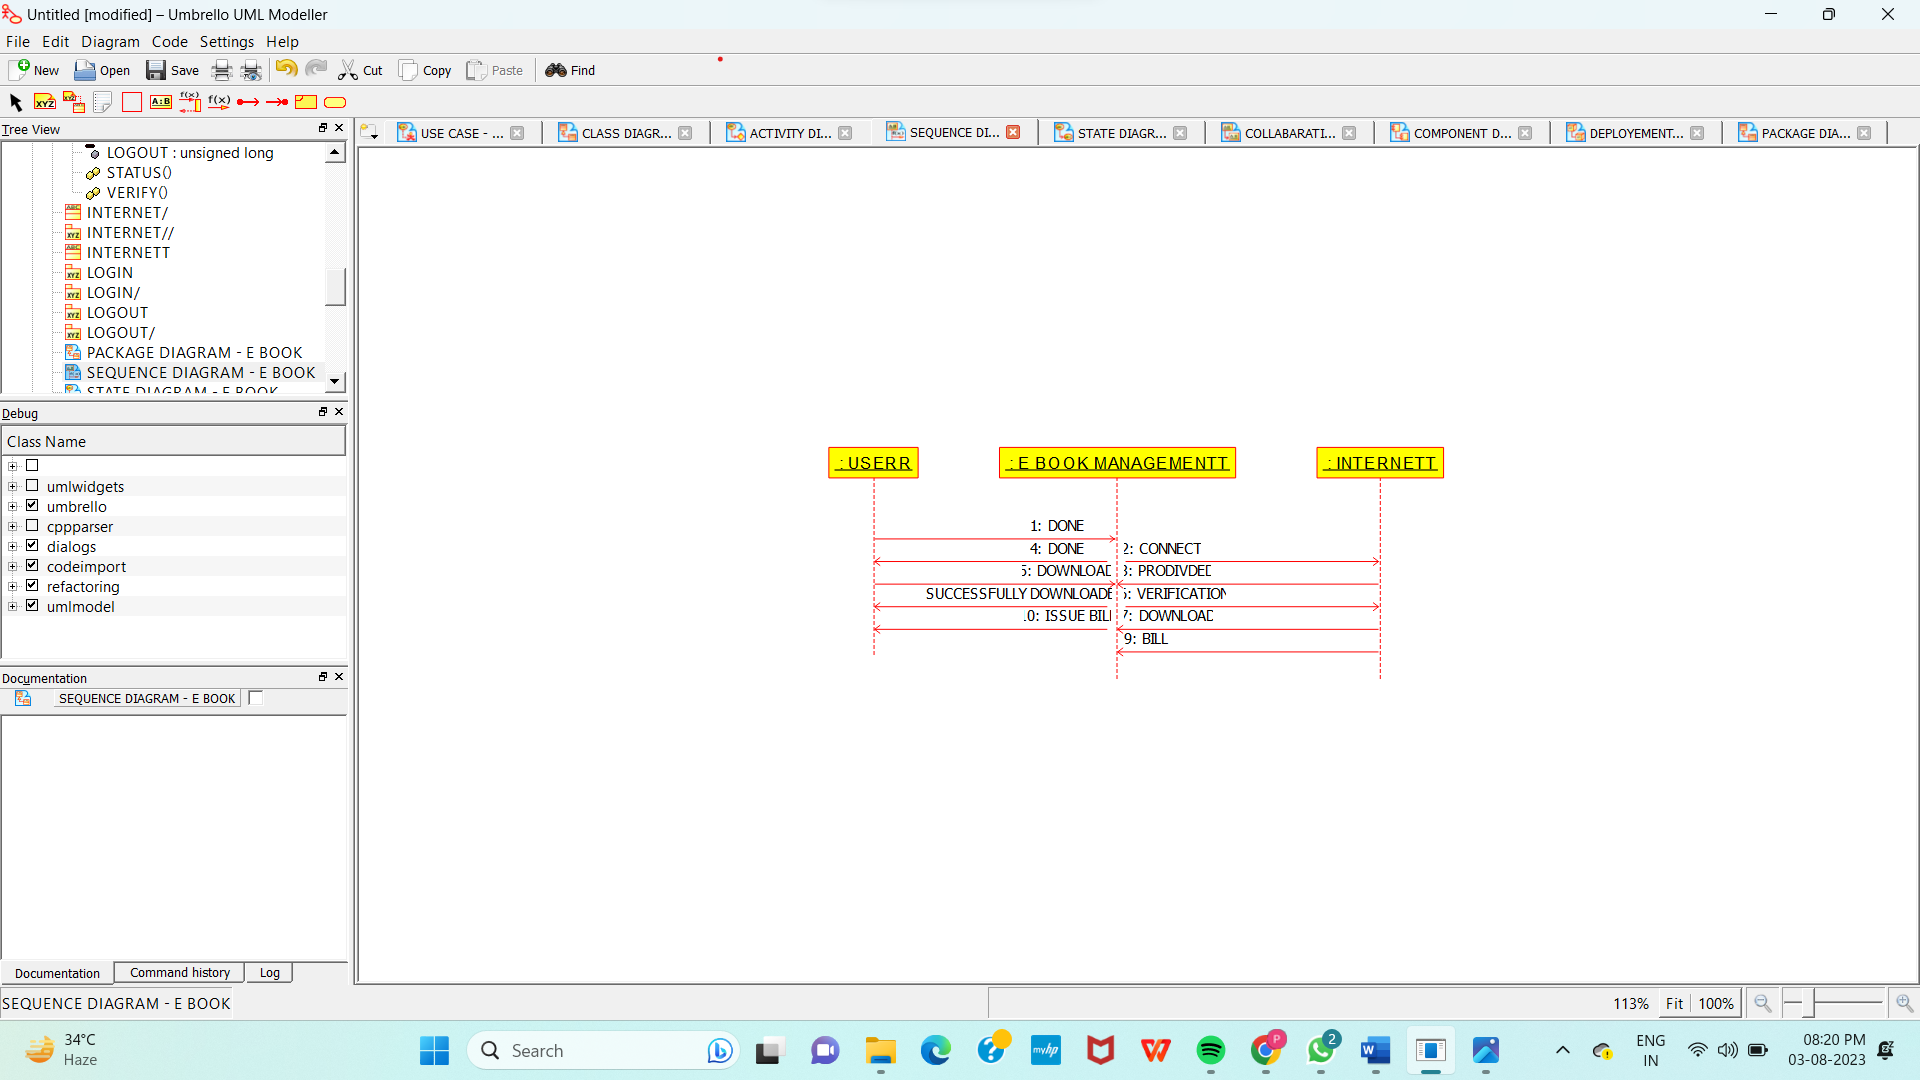 Untitled [modified] – Umbrello UML Modeller
File Edit Diagram Code Settings Help
New Open Save Cut Copy Paste Find
Tree View
USE CASE - ... CLASS DIAGR... ACTIVITY DI... SEQUENCE DI... STATE DIAGR... COLLABARATI... COMPONENT D... DEPLOYEMENT... PACKAGE DIA...
LOGOUT : unsigned long
STATUS()
VERIFY()
INTERNET/
INTERNET//
INTERNETT
LOGIN
LOGIN/
LOGOUT
LOGOUT/
PACKAGE DIAGRAM - E BOOK
SEQUENCE DIAGRAM - E BOOK
STATE DIAGRAM - E BOOK
Debug
Class Name
umlwidgets
umbrello
cppparser
dialogs
codeimport
refactoring
umlmodel
Documentation
SEQUENCE DIAGRAM - E BOOK
: USERR : E BOOK MANAGEMENTT : INTERNETT
1: DONE
4: DONE 2: CONNECT
5: DOWNLOAD 3: PRODIVDED
SUCCESSFULLY DOWNLOADE : VERIFICATION
10: ISSUE BILL 7: DOWNLOAD
9: BILL
Documentation Command history Log
SEQUENCE DIAGRAM - E BOOK
113% Fit 100%
34°C
Haze
Search
myhp
P
2
ENG
IN
08:20 PM
03-08-2023